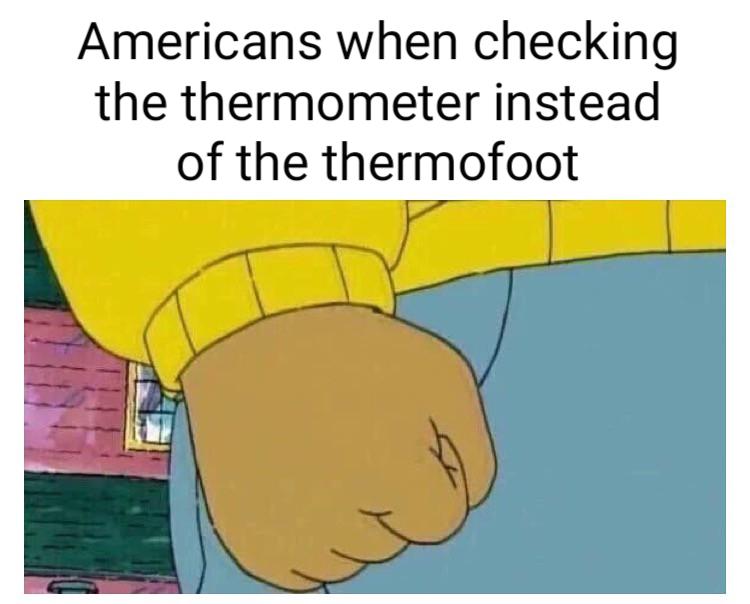 Americans when checking
the thermometer instead
of the thermofoot